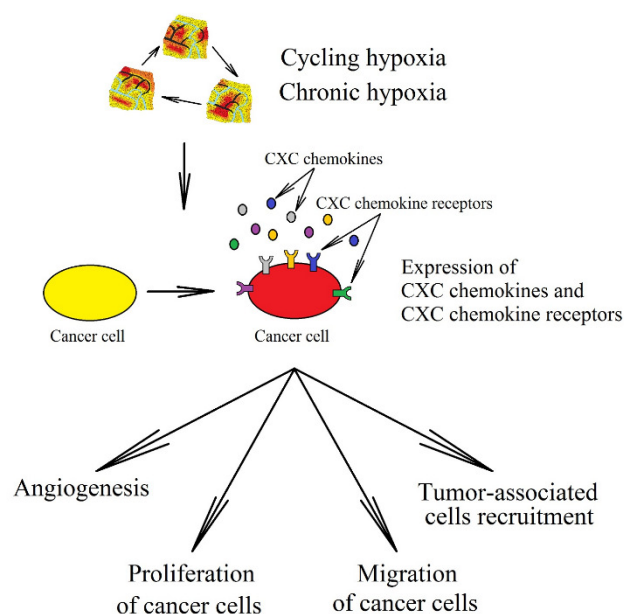 Cycling hypoxia
Chronic hypoxia
CXC chemokines
CXC chemokine receptors
Expression of
CXC chemokines and
CXC chemokine receptors
Cancer cell
Cancer cell
Angiogenesis
Tumor-associated
cells recruitment
Proliferation
of cancer cells
Migration
of cancer cells